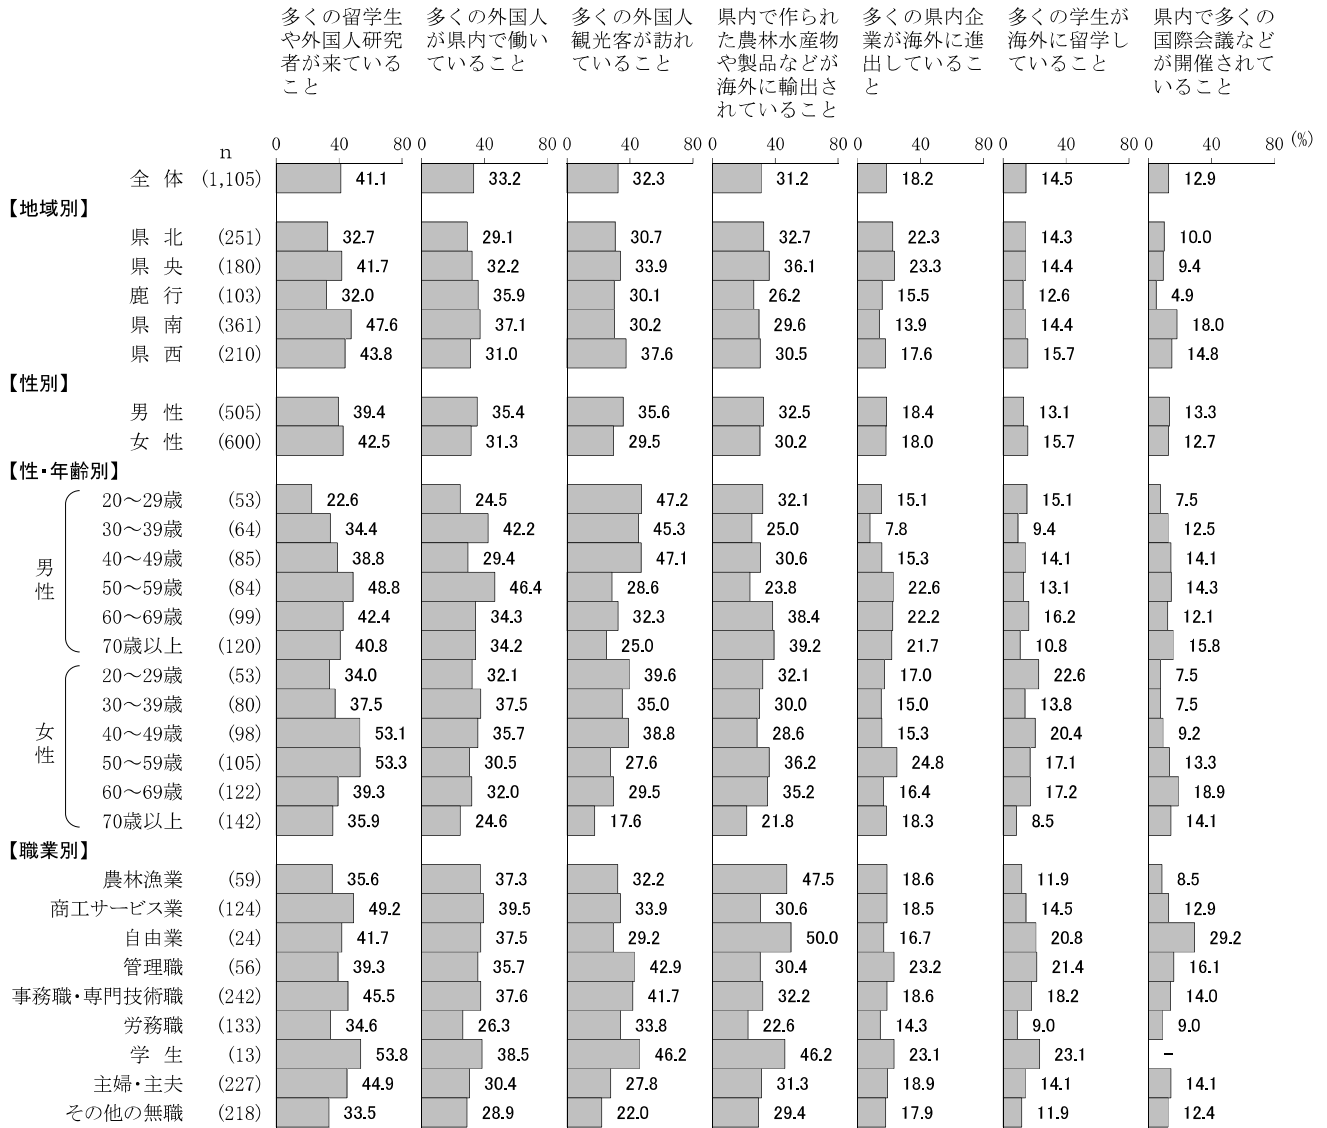 多くの留学生や外国人研究者が来ていること
多くの外国人が県内で働いていること
多くの外国人観光客が訪れていること
県内で作られた農林水産物や製品などが海外に輸出されていること
多くの県内企業が海外に進出していること
多くの学生が海外に留学していること
県内で多くの国際会議などが開催されていること
n 0 40 80 0 40 80 0 40 80 0 40 80 0 40 80 0 40 80 0 40 80 (%)
全 体 (1,105) 41.1 33.2 32.3 31.2 18.2 14.5 12.9
【地域別】
県 北 (251) 32.7 29.1 30.7 32.7 22.3 14.3 10.0
県 央 (180) 41.7 32.2 33.9 36.1 23.3 14.4 9.4
鹿 行 (103) 32.0 35.9 30.1 26.2 15.5 12.6 4.9
県 南 (361) 47.6 37.1 30.2 29.6 13.9 14.4 18.0
県 西 (210) 43.8 31.0 37.6 30.5 17.6 15.7 14.8
【性別】
男 性 (505) 39.4 35.4 35.6 32.5 18.4 13.1 13.3
女 性 (600) 42.5 31.3 29.5 30.2 18.0 15.7 12.7
【性・年齢別】
男性
20～29歳 (53) 22.6 24.5 47.2 32.1 15.1 15.1 7.5
30～39歳 (64) 34.4 42.2 45.3 25.0 7.8 9.4 12.5
40～49歳 (85) 38.8 29.4 47.1 30.6 15.3 14.1 14.1
50～59歳 (84) 48.8 46.4 28.6 23.8 22.6 13.1 14.3
60～69歳 (99) 42.4 34.3 32.3 38.4 22.2 16.2 12.1
70歳以上 (120) 40.8 34.2 25.0 39.2 21.7 10.8 15.8
女性
20～29歳 (53) 34.0 32.1 39.6 32.1 17.0 22.6 7.5
30～39歳 (80) 37.5 37.5 35.0 30.0 15.0 13.8 7.5
40～49歳 (98) 53.1 35.7 38.8 28.6 15.3 20.4 9.2
50～59歳 (105) 53.3 30.5 27.6 36.2 24.8 17.1 13.3
60～69歳 (122) 39.3 32.0 29.5 35.2 16.4 17.2 18.9
70歳以上 (142) 35.9 24.6 17.6 21.8 18.3 8.5 14.1
【職業別】
農林漁業 (59) 35.6 37.3 32.2 47.5 18.6 11.9 8.5
商工サービス業 (124) 49.2 39.5 33.9 30.6 18.5 14.5 12.9
自由業 (24) 41.7 37.5 29.2 50.0 16.7 20.8 29.2
管理職 (56) 39.3 35.7 42.9 30.4 23.2 21.4 16.1
事務職・専門技術職 (242) 45.5 37.6 41.7 32.2 18.6 18.2 14.0
労務職 (133) 34.6 26.3 33.8 22.6 14.3 9.0 9.0
学 生 (13) 53.8 38.5 46.2 46.2 23.1 23.1 -
主婦・主夫 (227) 44.9 30.4 27.8 31.3 18.9 14.1 14.1
その他の無職 (218) 33.5 28.9 22.0 29.4 17.9 11.9 12.4